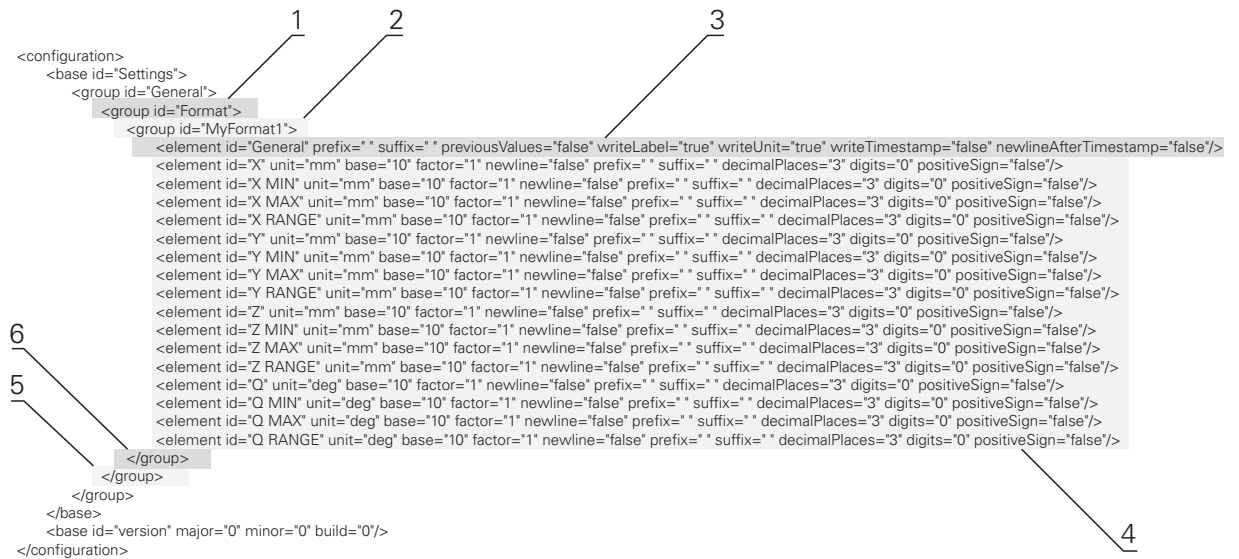 1 2 3
<configuration>
<base id="Settings">
<group id="General">
<group id="Format">
<group id="MyFormat1">
<element id="General" prefix=" " suffix=" " previousValues="false" writeLabel="true" writeUnit="true" writeTimestamp="false" newlineAfterTimestamp="false"/>
<element id="X" unit="mm" base="10" factor="1" newline="false" prefix=" " suffix=" " decimalPlaces="3" digits="0" positiveSign="false"/>
<element id="X MIN" unit="mm" base="10" factor="1" newline="false" prefix=" " suffix=" " decimalPlaces="3" digits="0" positiveSign="false"/>
<element id="X MAX" unit="mm" base="10" factor="1" newline="false" prefix=" " suffix=" " decimalPlaces="3" digits="0" positiveSign="false"/>
<element id="X RANGE" unit="mm" base="10" factor="1" newline="false" prefix=" " suffix=" " decimalPlaces="3" digits="0" positiveSign="false"/>
<element id="Y" unit="mm" base="10" factor="1" newline="false" prefix=" " suffix=" " decimalPlaces="3" digits="0" positiveSign="false"/>
<element id="Y MIN" unit="mm" base="10" factor="1" newline="false" prefix=" " suffix=" " decimalPlaces="3" digits="0" positiveSign="false"/>
<element id="Y MAX" unit="mm" base="10" factor="1" newline="false" prefix=" " suffix=" " decimalPlaces="3" digits="0" positiveSign="false"/>
<element id="Y RANGE" unit="mm" base="10" factor="1" newline="false" prefix=" " suffix=" " decimalPlaces="3" digits="0" positiveSign="false"/>
<element id="Z" unit="mm" base="10" factor="1" newline="false" prefix=" " suffix=" " decimalPlaces="3" digits="0" positiveSign="false"/>
<element id="Z MIN" unit="mm" base="10" factor="1" newline="false" prefix=" " suffix=" " decimalPlaces="3" digits="0" positiveSign="false"/>
<element id="Z MAX" unit="mm" base="10" factor="1" newline="false" prefix=" " suffix=" " decimalPlaces="3" digits="0" positiveSign="false"/>
<element id="Z RANGE" unit="mm" base="10" factor="1" newline="false" prefix=" " suffix=" " decimalPlaces="3" digits="0" positiveSign="false"/>
<element id="Q" unit="deg" base="10" factor="1" newline="false" prefix=" " suffix=" " decimalPlaces="3" digits="0" positiveSign="false"/>
<element id="Q MIN" unit="deg" base="10" factor="1" newline="false" prefix=" " suffix=" " decimalPlaces="3" digits="0" positiveSign="false"/>
<element id="Q MAX" unit="deg" base="10" factor="1" newline="false" prefix=" " suffix=" " decimalPlaces="3" digits="0" positiveSign="false"/>
<element id="Q RANGE" unit="deg" base="10" factor="1" newline="false" prefix=" " suffix=" " decimalPlaces="3" digits="0" positiveSign="false"/>
6
5
</group>
</group>
</group>
</base>
<base id="version" major="0" minor="0" build="0"/>
4
</configuration>